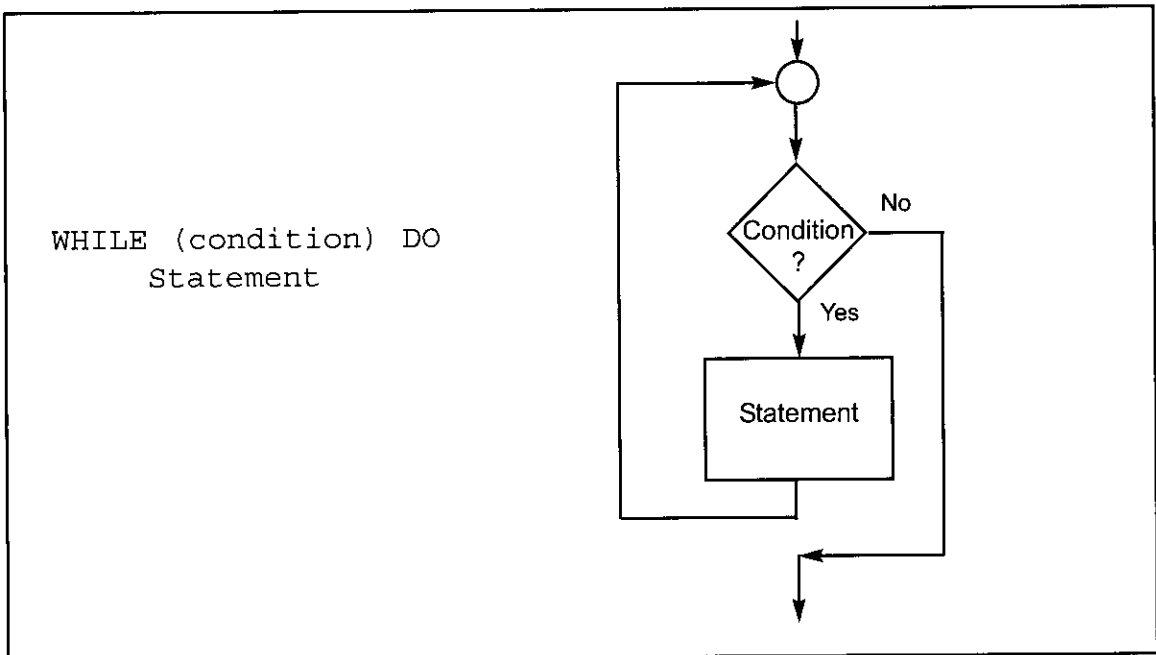 WHILE (condition) DO
Statement
Condition
?
No
Yes
Statement